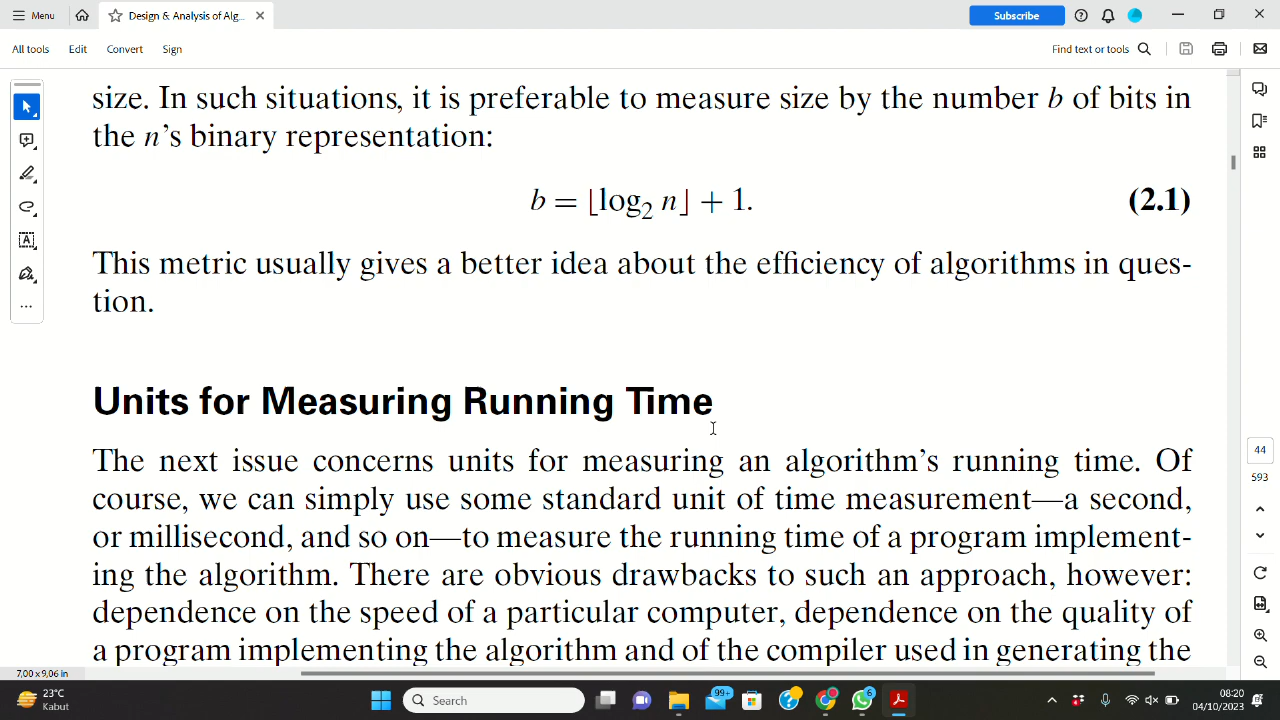 Menu
Design & Analysis of Alg...
Subscribe
All tools Edit Convert Sign
Find text or tools
size. In such situations, it is preferable to measure size by the number b of bits in
the n's binary representation:
b = ⌊log₂ n⌋ + 1. (2.1)
This metric usually gives a better idea about the efficiency of algorithms in ques-
tion.
Units for Measuring Running Time
The next issue concerns units for measuring an algorithm's running time. Of
course, we can simply use some standard unit of time measurement—a second,
or millisecond, and so on—to measure the running time of a program implement-
ing the algorithm. There are obvious drawbacks to such an approach, however:
dependence on the speed of a particular computer, dependence on the quality of
a program implementing the algorithm and of the compiler used in generating the
44
593
7,00 x 9,06 in
23°C
Kabut
Search
99+
6
08:20
04/10/2023